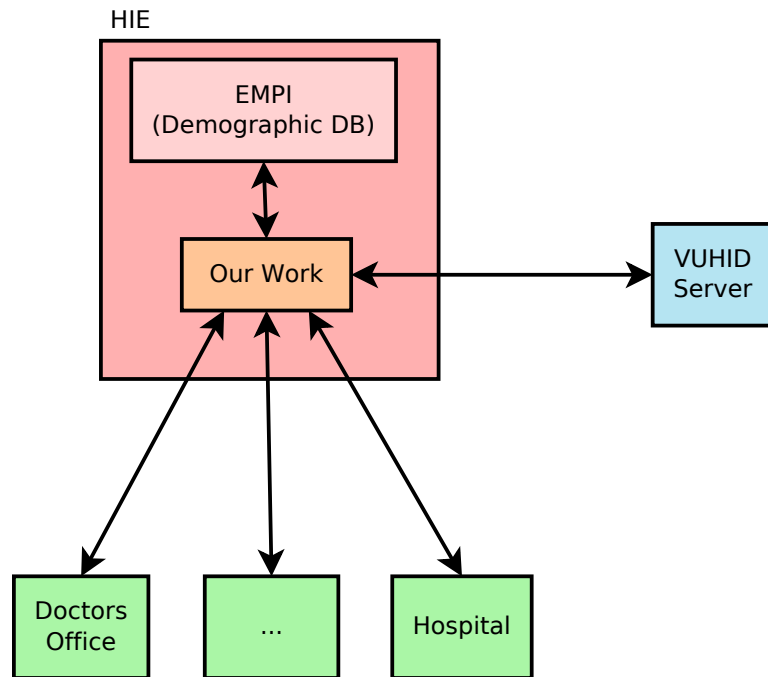 HIE
EMPI
(Demographic DB)
Our Work
VUHID
Server
Doctors
Office
...
Hospital